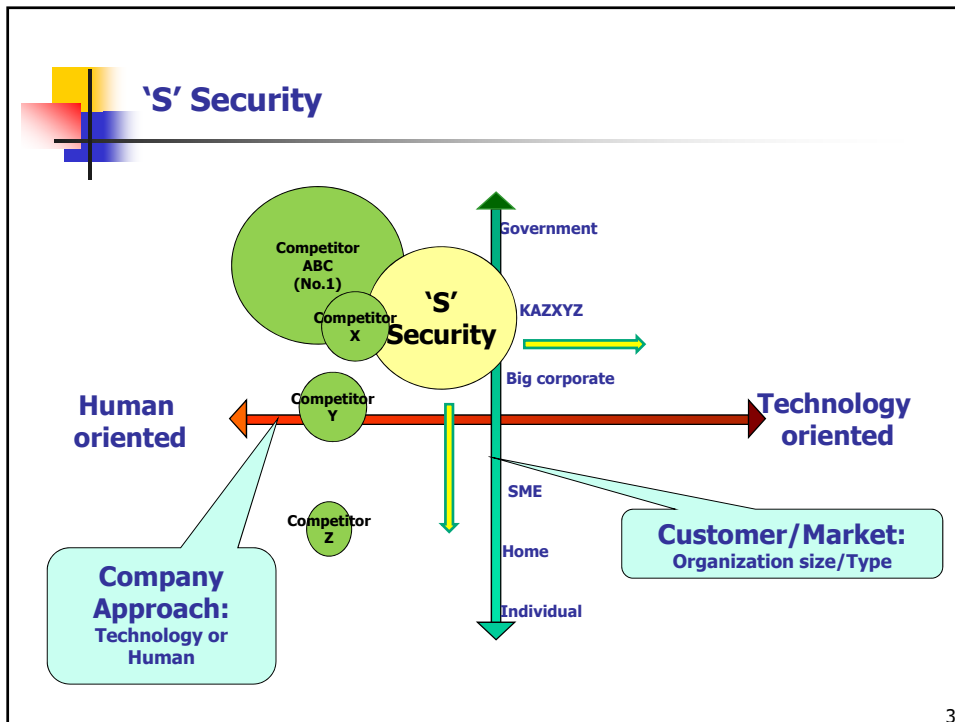 ‘S’ Security
Government
Competitor
ABC
(No.1)
‘S’
Security
KAZXYZ
Competitor
X
Big corporate
Human
oriented
Competitor
Y
Technology
oriented
SME
Competitor
Z
Customer/Market:
Organization size/Type
Home
Company
Approach:
Technology or
Human
Individual
3